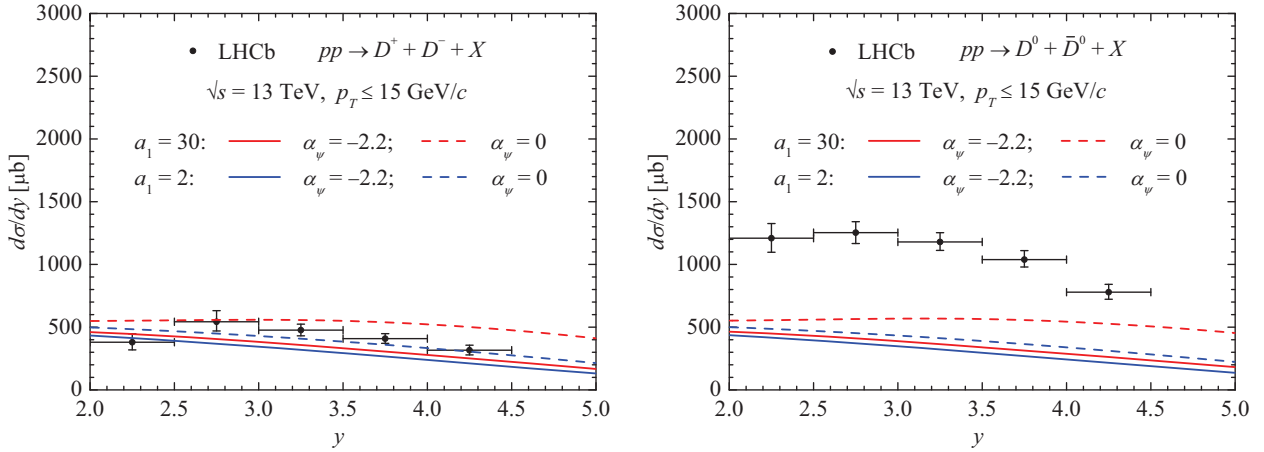 3000
2500
2000
1500
1000
500
0
dσ/dy [μb]
LHCb pp → D⁺ + D⁻ + X
√s = 13 TeV, p_T ≤ 15 GeV/c
a₁ = 30: α_ψ = –2.2; α_ψ = 0
a₁ = 2: α_ψ = –2.2; α_ψ = 0
2.0 2.5 3.0 3.5 4.0 4.5 5.0
y
3000
2500
2000
1500
1000
500
0
dσ/dy [μb]
LHCb pp → D⁰ + D̄⁰ + X
√s = 13 TeV, p_T ≤ 15 GeV/c
a₁ = 30: α_ψ = –2.2; α_ψ = 0
a₁ = 2: α_ψ = –2.2; α_ψ = 0
2.0 2.5 3.0 3.5 4.0 4.5 5.0
y